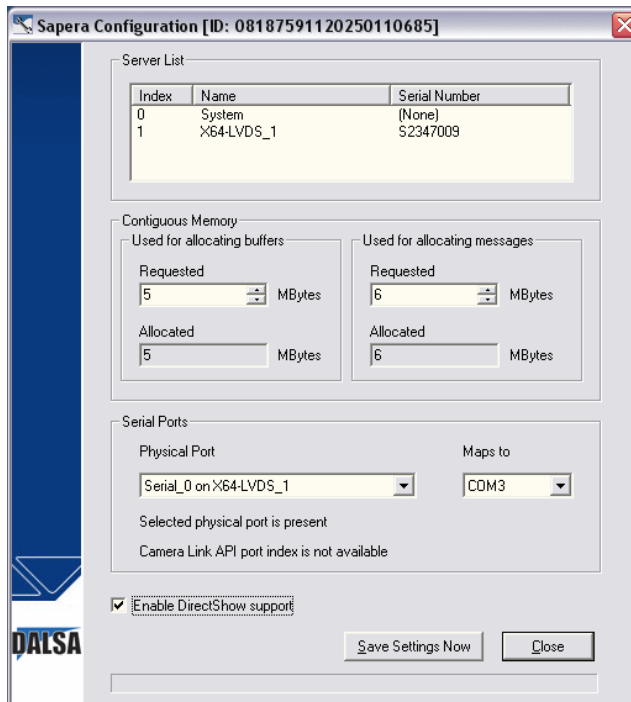 Sapera Configuration [ID: 08187591120250110685]
Server List
Index Name Serial Number
0 System (None)
1 X64-LVDS_1 S2347009
Contiguous Memory
Used for allocating buffers Used for allocating messages
Requested Requested
5 MBytes 6 MBytes
Allocated Allocated
5 MBytes 6 MBytes
Serial Ports
Physical Port Maps to
Serial_0 on X64-LVDS_1 COM3
Selected physical port is present
Camera Link API port index is not available
Enable DirectShow support
DALSA
Save Settings Now Close